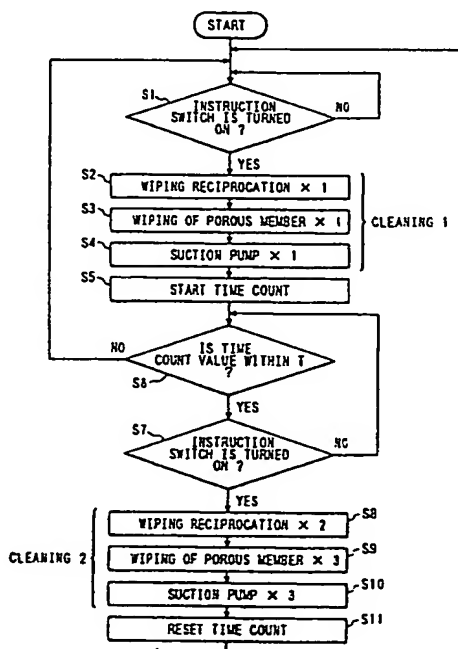 START
S1
INSTRUCTION
SWITCH IS TURNED
ON ?
NO
YES
S2
WIPING RECIPROCATION × 1
S3
WIPING OF POROUS MEMBER × 1
CLEANING 1
S4
SUCTION PUMP × 1
S5
START TIME COUNT
NO
IS TIME
COUNT VALUE WITHIN T
?
S6
YES
S7
INSTRUCTION
SWITCH IS TURNED
ON ?
NO
YES
S8
WIPING RECIPROCATION × 2
S9
CLEANING 2
WIPING OF POROUS MEMBER × 3
S10
SUCTION PUMP × 3
S11
RESET TIME COUNT